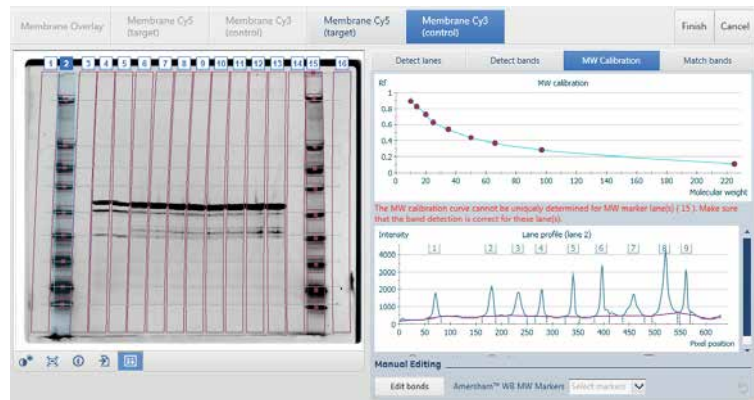 Membrane Overlay
Membrane Cy5 (target)
Membrane Cy3 (control)
Membrane Cy5 (target)
Membrane Cy3 (control)
Finish
Cancel
1 2 3 4 5 6 7 8 9 10 11 12 13 14 15 16
Detect lanes
Detect bands
MW Calibration
Match bands
Rf
MW calibration
1
0.8
0.6
0.4
0.2
0 20 40 60 80 100 120 140 160 180 200 220
Molecular weight
The MW calibration curve cannot be uniquely determined for MW marker lane(s) ( 15 ). Make sure
that the band detection is correct for these lane(s).
Intensity
Lane profile (lane 2)
1 2 3 4 5 6 7 8 9
4000
3000
2000
1000
0
0 50 100 150 200 250 300 350 400 450 500 550 600
Pixel position
Manual Editing
Edit bands
Amersham™ WB MW Markers
Select markers